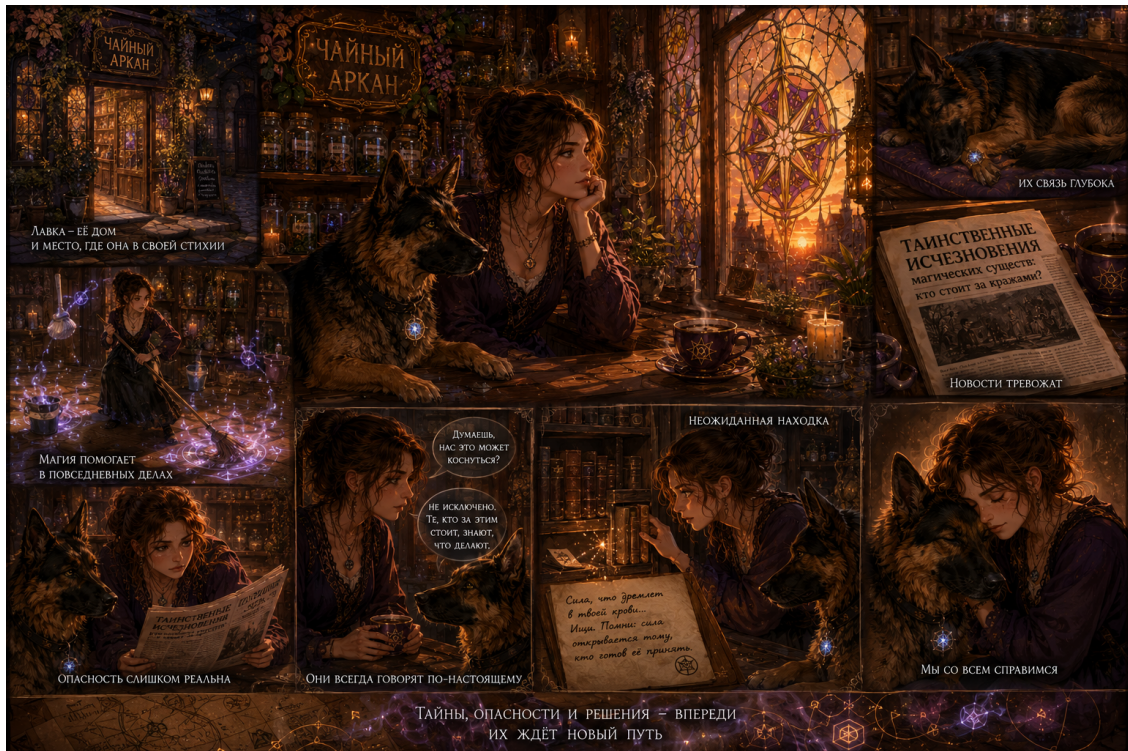 ЧАЙНЫЙ
АРКАН
Лавка – её дом
и место, где она в своей стихии
ЧАЙНЫЙ
АРКАН
их связь глубока
ТАИНСТВЕННЫЕ
ИСЧЕЗНОВЕНИЯ
магических существ:
кто стоит за кражами?
Новости тревожат
Магия помогает
в повседневных делах
ТАИНСТВЕННЫЕ
ИСЧЕЗНОВЕНИЯ
опасность слишком реальна
Думаешь,
нас это может
коснуться?
не исключено.
Те, кто за этим
стоит, знают,
что делают.
Они всегда говорят по-настоящему
неожиданная находка
Сила, что дремлет
в твоей крови...
Ищи. Помни: сила
открывается тому,
кто готов её принять.
Мы со всем справимся
Тайны, опасности и решения – впереди
их ждёт новый путь